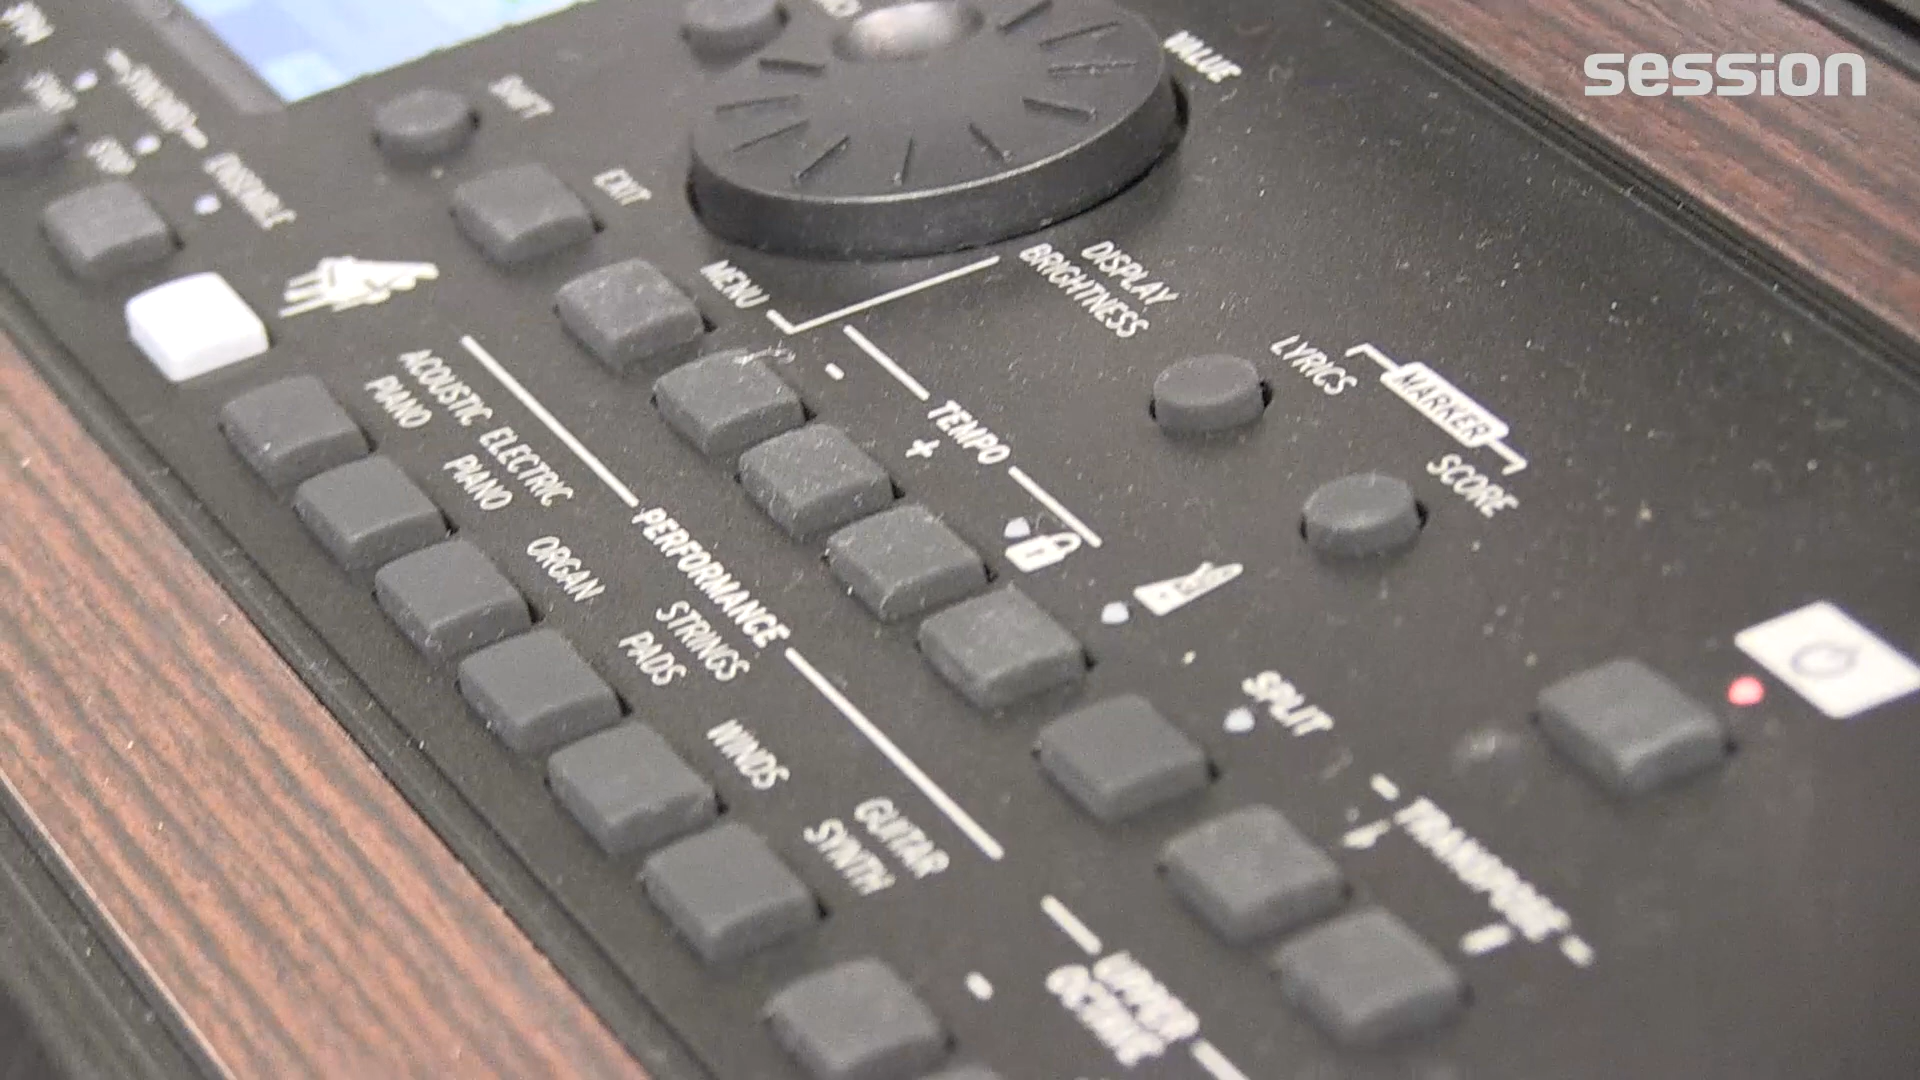 session
VALUE
SHIFT
EXIT
ENSEMBLE
MENU
DISPLAY
BRIGHTNESS
- TEMPO +
LYRICS
MARKER
SCORE
ACOUSTIC
PIANO
ELECTRIC
PIANO
ORGAN
PERFORMANCE
STRINGS
PADS
WINDS
GUITAR
SYNTH
SPLIT
TRANSPOSE
- UPPER
OCTAVE